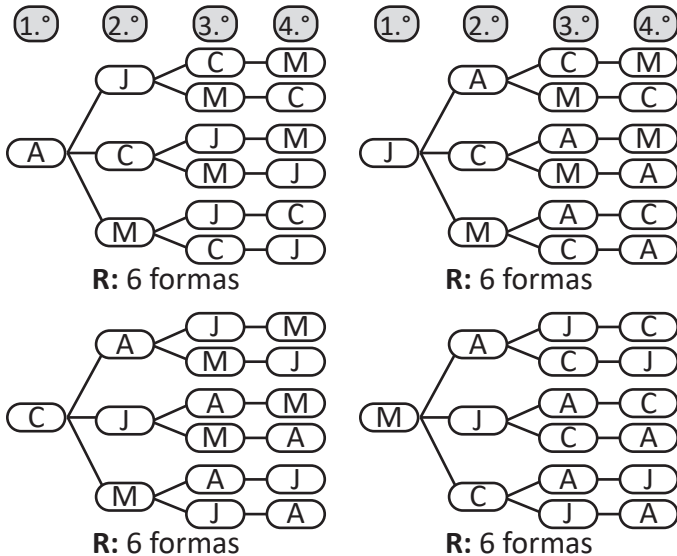 1.° 2.° 3.° 4.°
J C M
M C
A C J M
M J
M J C
C J
R: 6 formas
1.° 2.° 3.° 4.°
A C M
M C
J C A M
M A
M A C
C A
R: 6 formas
A J M
M J
C J A M
M A
M A J
J A
R: 6 formas
A J C
C J
M J A C
C A
C A J
J A
R: 6 formas